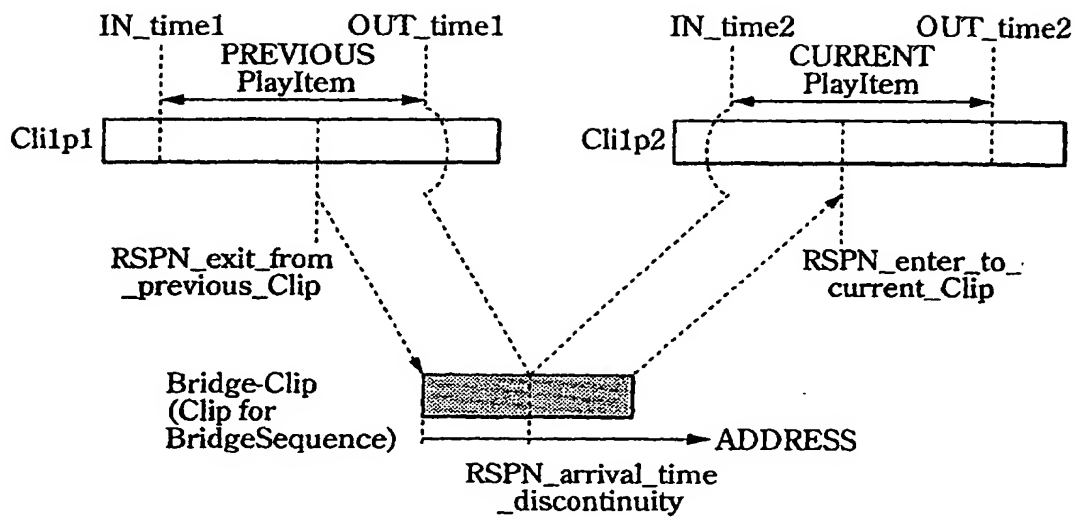 IN_time1
OUT_time1
IN_time2
OUT_time2
PREVIOUS
PlayItem
CURRENT
PlayItem
Cli1p1
Cli1p2
RSPN_exit_from
_previous_Clip
RSPN_enter_to_
current_Clip
Bridge-Clip
(Clip for
BridgeSequence)
ADDRESS
RSPN_arrival_time
_discontinuity